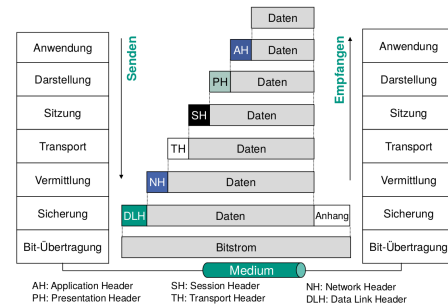 Daten
Anwendung
Senden
AH Daten
Empfangen
Anwendung
Darstellung
PH Daten
Darstellung
Sitzung
SH Daten
Sitzung
Transport
TH Daten
Transport
Vermittlung
NH Daten
Vermittlung
Sicherung
DLH Daten Anhang
Sicherung
Bit-Übertragung
Bitstrom
Bit-Übertragung
Medium
AH: Application Header
SH: Session Header
NH: Network Header
PH: Presentation Header
TH: Transport Header
DLH: Data Link Header